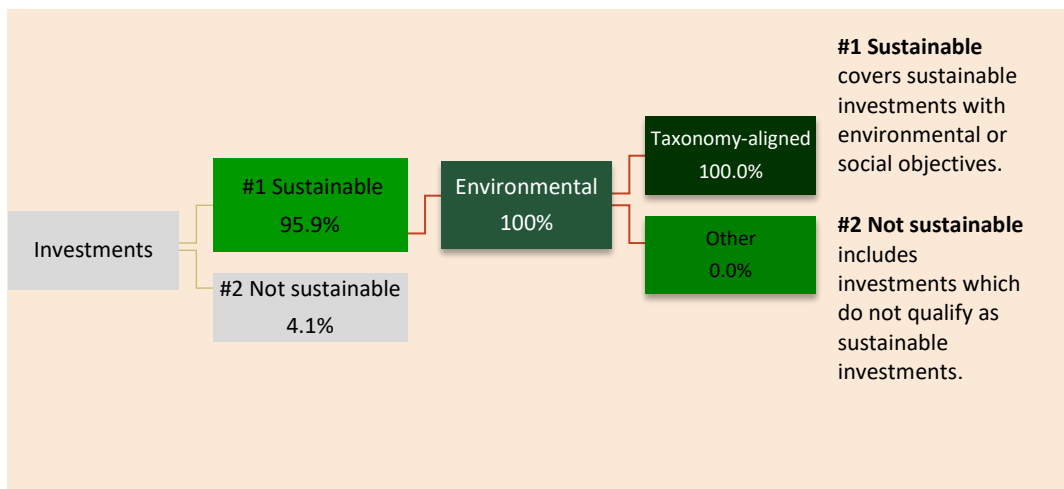 Investments
#1 Sustainable
95.9%
#2 Not sustainable
4.1%
Environmental
100%
Taxonomy-aligned
100.0%
Other
0.0%
#1 Sustainable
covers sustainable
investments with
environmental or
social objectives.
#2 Not sustainable
includes
investments which
do not qualify as
sustainable
investments.